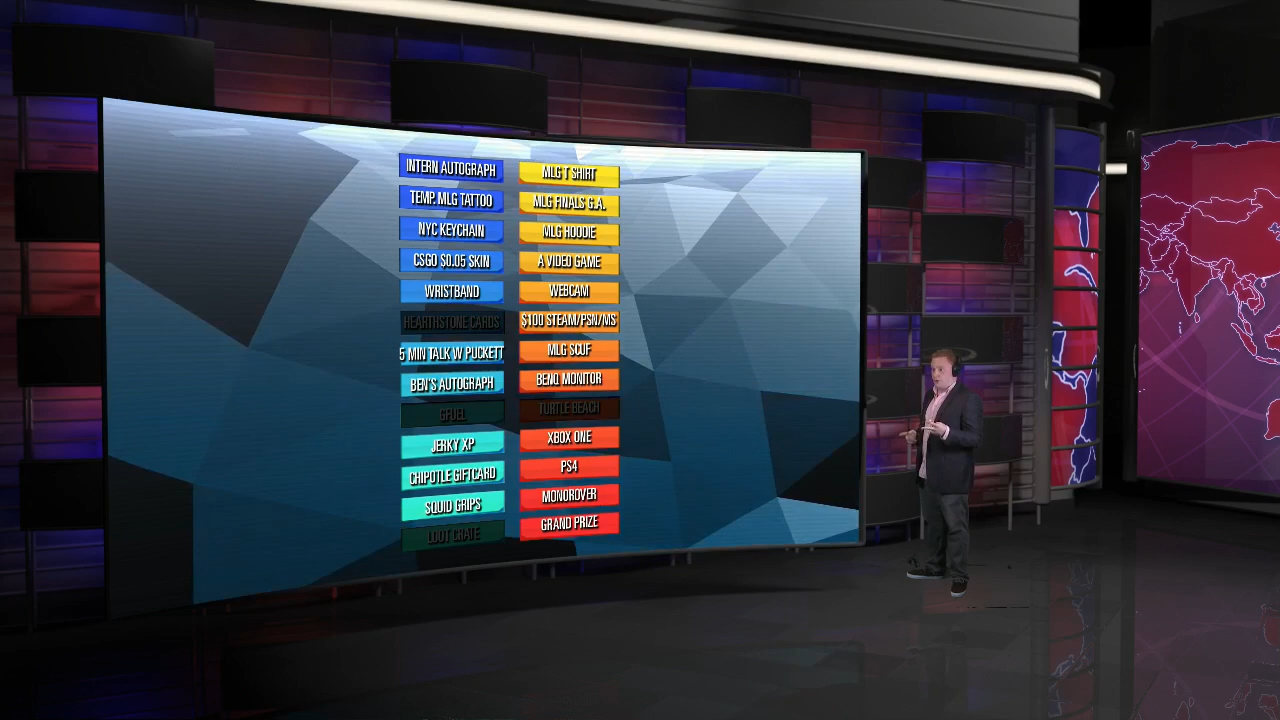 INTERN AUTOGRAPH
TEMP. MLG TATTOO
NYC KEYCHAIN
CSGO $0.05 SKIN
WRISTBAND
HEARTHSTONE CARDS
5 MIN TALK W PUCKETT
BEN'S AUTOGRAPH
GFUEL
JERKY XP
CHIPOTLE GIFTCARD
SQUID GRIPS
LOOT CRATE
MLG T SHIRT
MLG FINALS G.A.
MLG HOODIE
A VIDEO GAME
WEBCAM
$100 STEAM/PSN/MS
MLG SCUF
BENQ MONITOR
TURTLE BEACH
XBOX ONE
PS4
MONOROVER
GRAND PRIZE